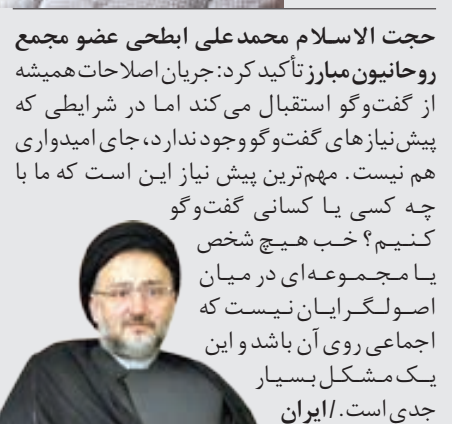 حجت الاسلام محمدعلی ابطحی عضو مجمع
روحانیون مبارز تأکید کرد: جریان اصلاحات همیشه
از گفت‌وگو استقبال می‌کند اما در شرایطی که
پیش‌نیازهای گفت‌وگو وجود ندارد، جای امیدواری
هم نیست. مهم‌ترین پیش نیاز این است که ما با
چه کسی یا کسانی گفت‌وگو
کنیم؟ خب هیچ شخص
یا مجموعه‌ای در میان
اصولگرایان نیست که
اجماعی روی آن باشد و این
یک مشکل بسیار
جدی است. /ایران